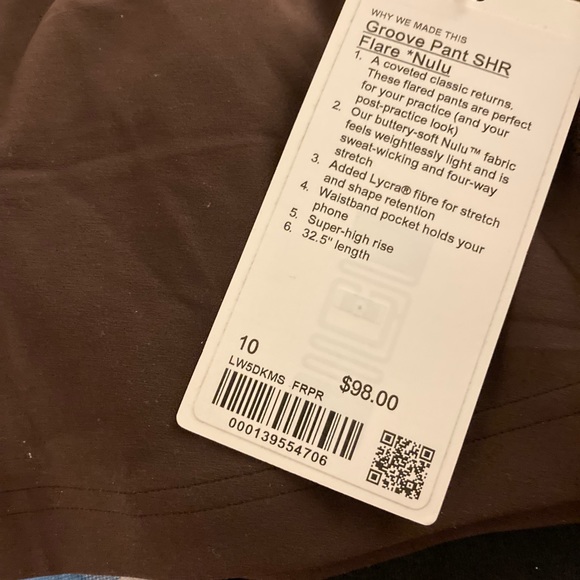 WHY WE MADE THIS
Groove Pant SHR
Flare *Nulu
1. A coveted classic returns.
These flared pants are perfect
for your practice (and your
post-practice look)
2. Our buttery-soft Nulu™ fabric
feels weightlessly light and is
sweat-wicking and four-way
stretch
3. Added Lycra® fibre for stretch
and shape retention
4. Waistband pocket holds your
phone
5. Super-high rise
6. 32.5" length
10
LW5DKMS FRPR
$98.00
000139554706